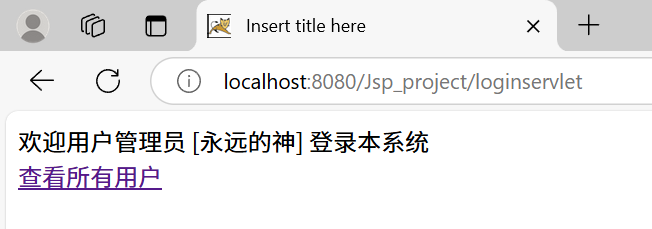 Insert title here
localhost:8080/Jsp_project/loginservlet
欢迎用户管理员 [永远的神] 登录本系统
查看所有用户